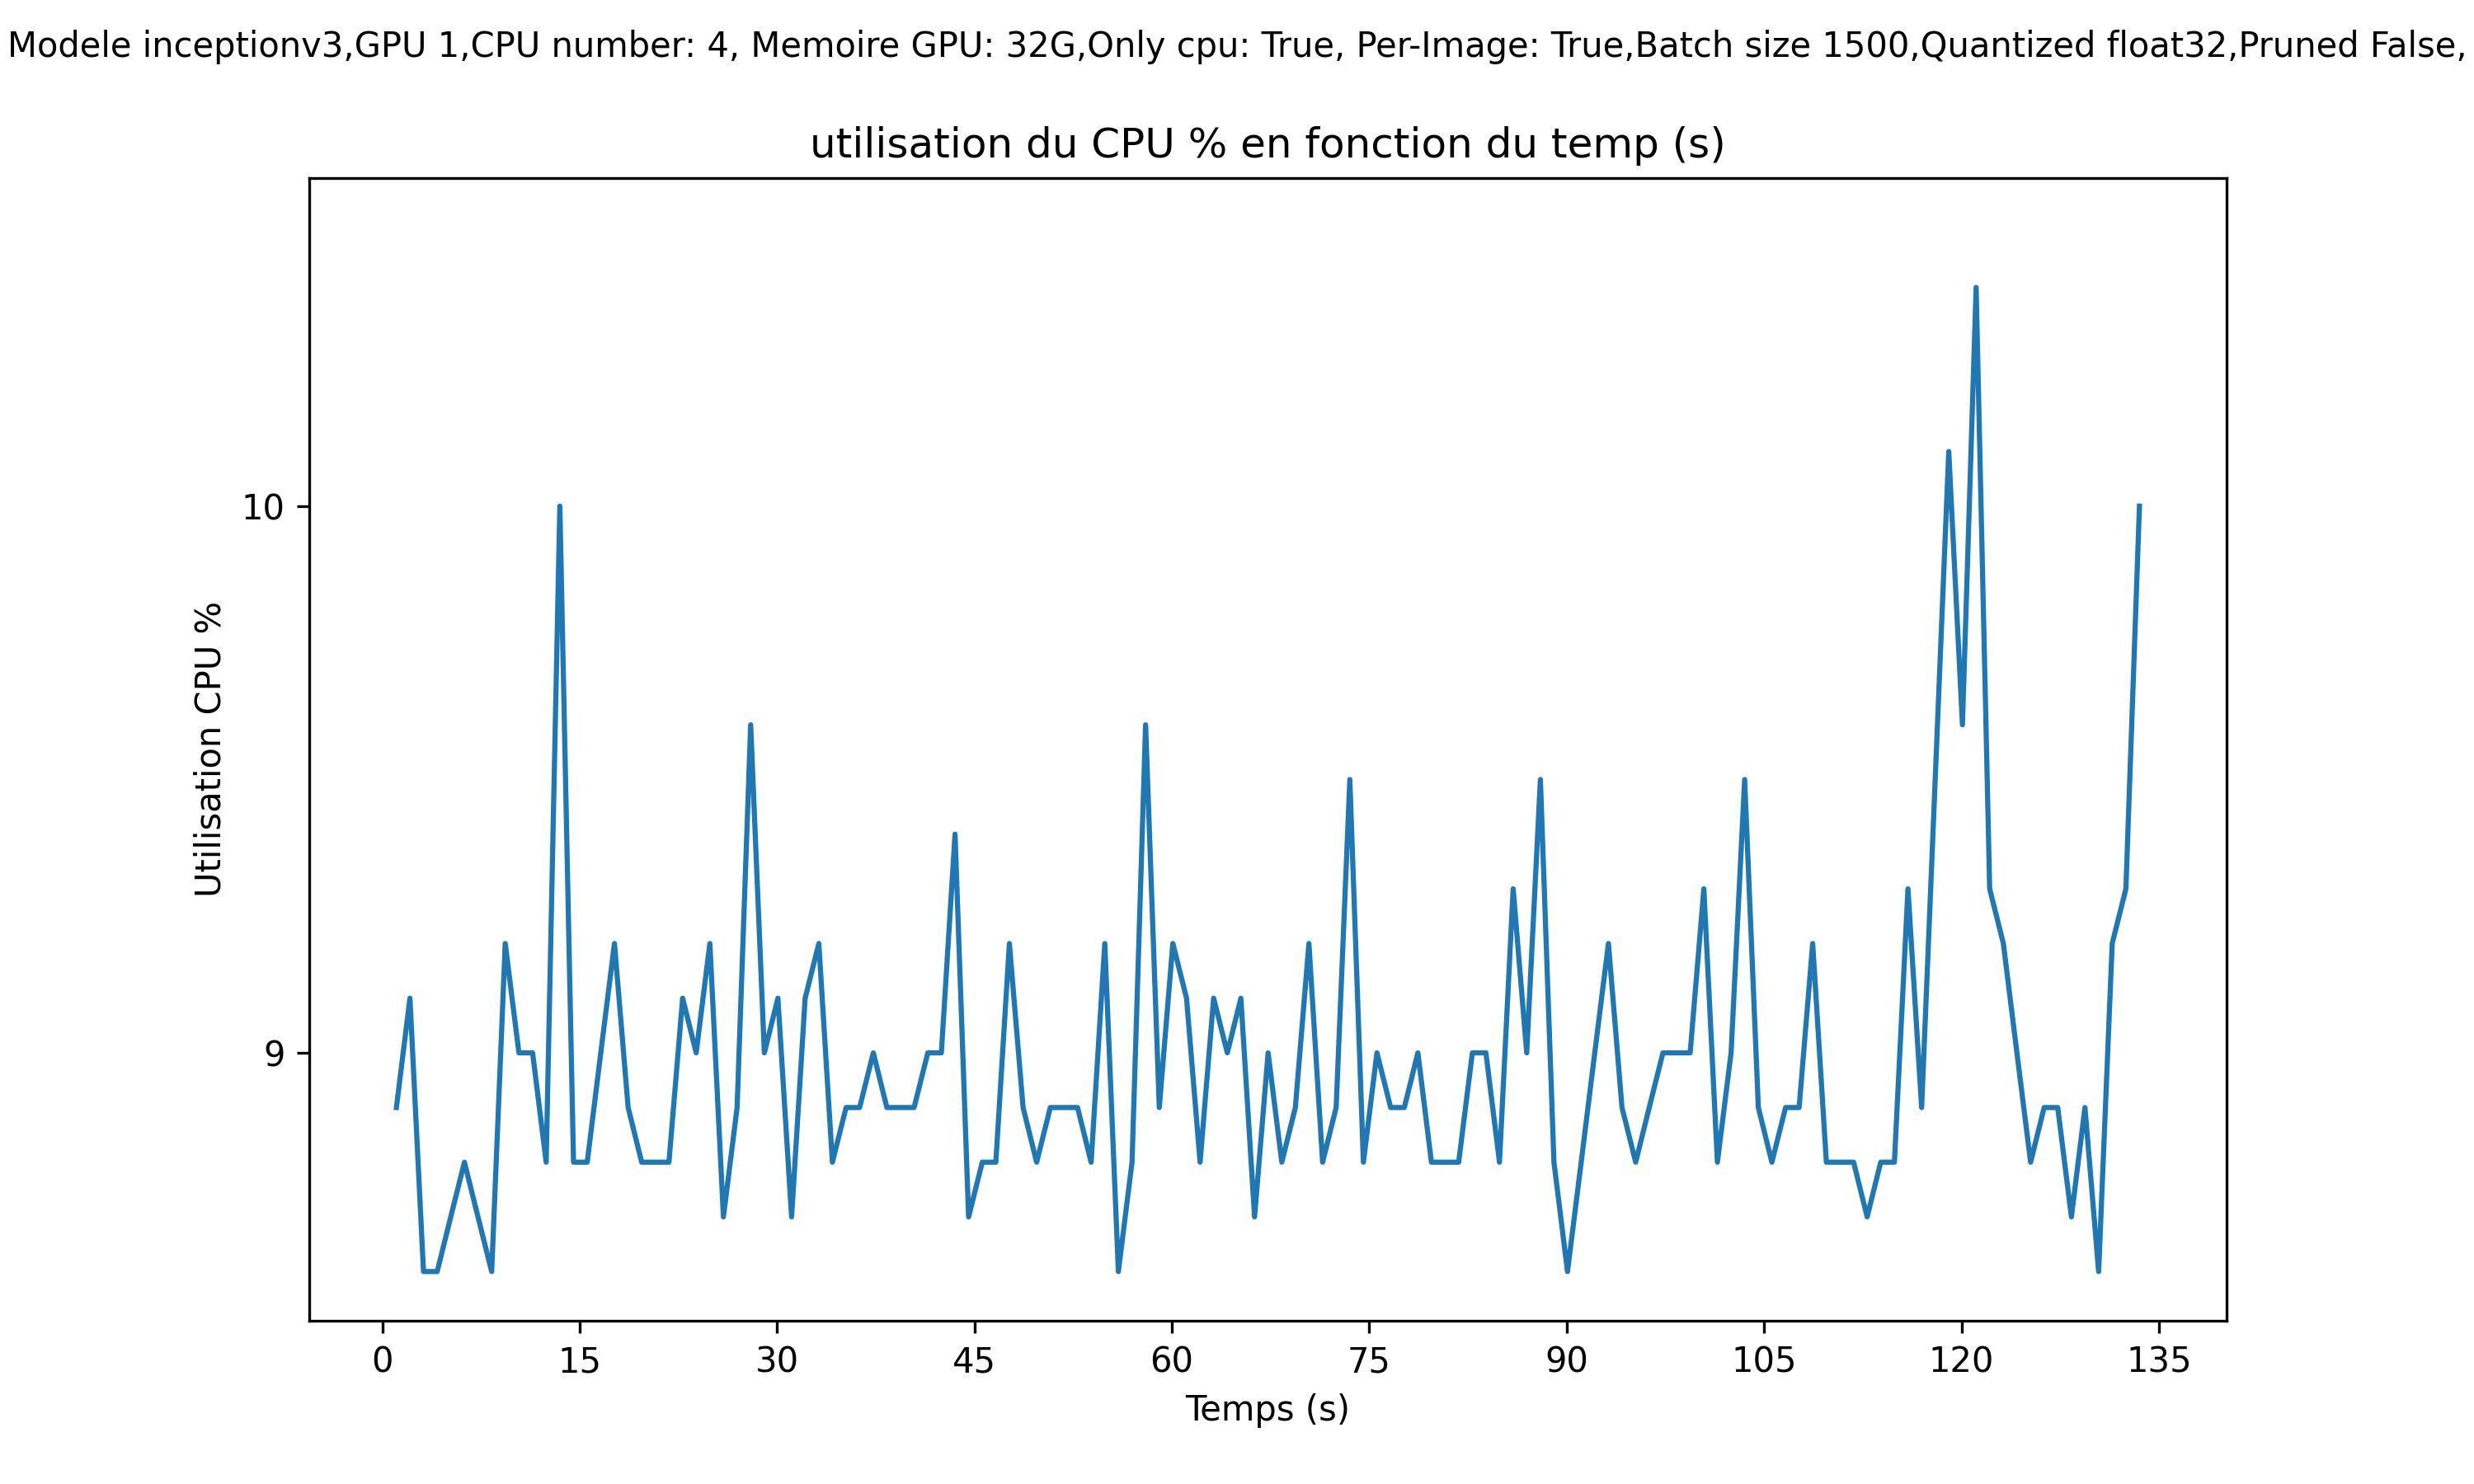 Modele inceptionv3,GPU 1,CPU number: 4, Memoire GPU: 32G,Only cpu: True, Per-Image: True,Batch size 1500,Quantized float32,Pruned False,
utilisation du CPU % en fonction du temp (s)
Utilisation CPU %
10
9
0 15 30 45 60 75 90 105 120 135
Temps (s)